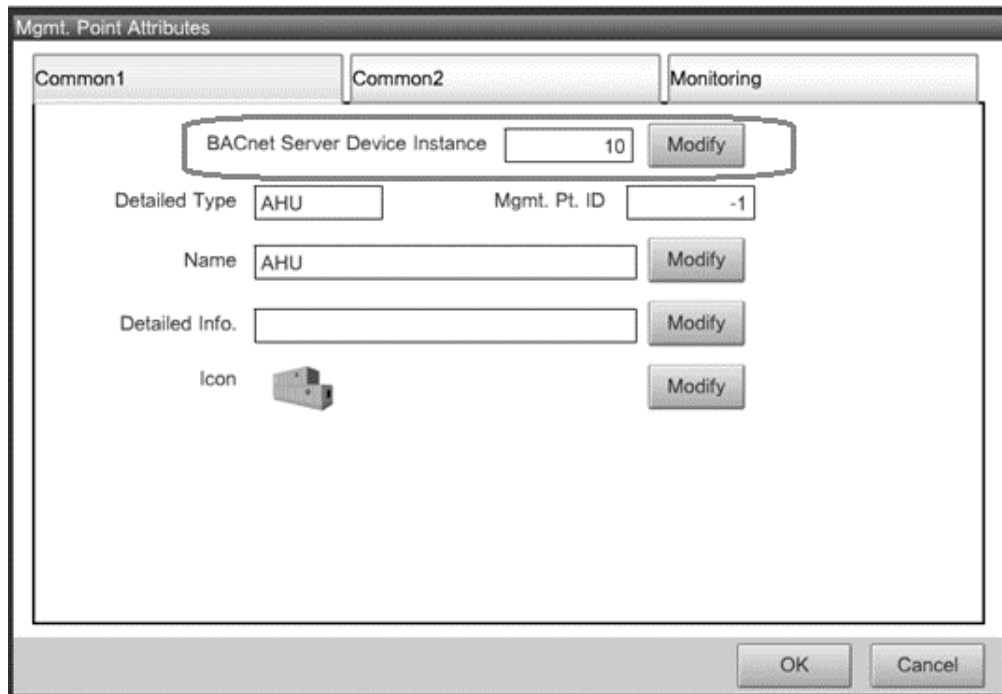 Mgmt. Point Attributes
Common1 Common2 Monitoring
BACnet Server Device Instance 10 Modify
Detailed Type AHU Mgmt. Pt. ID -1
Name AHU Modify
Detailed Info. Modify
Icon Modify
OK Cancel